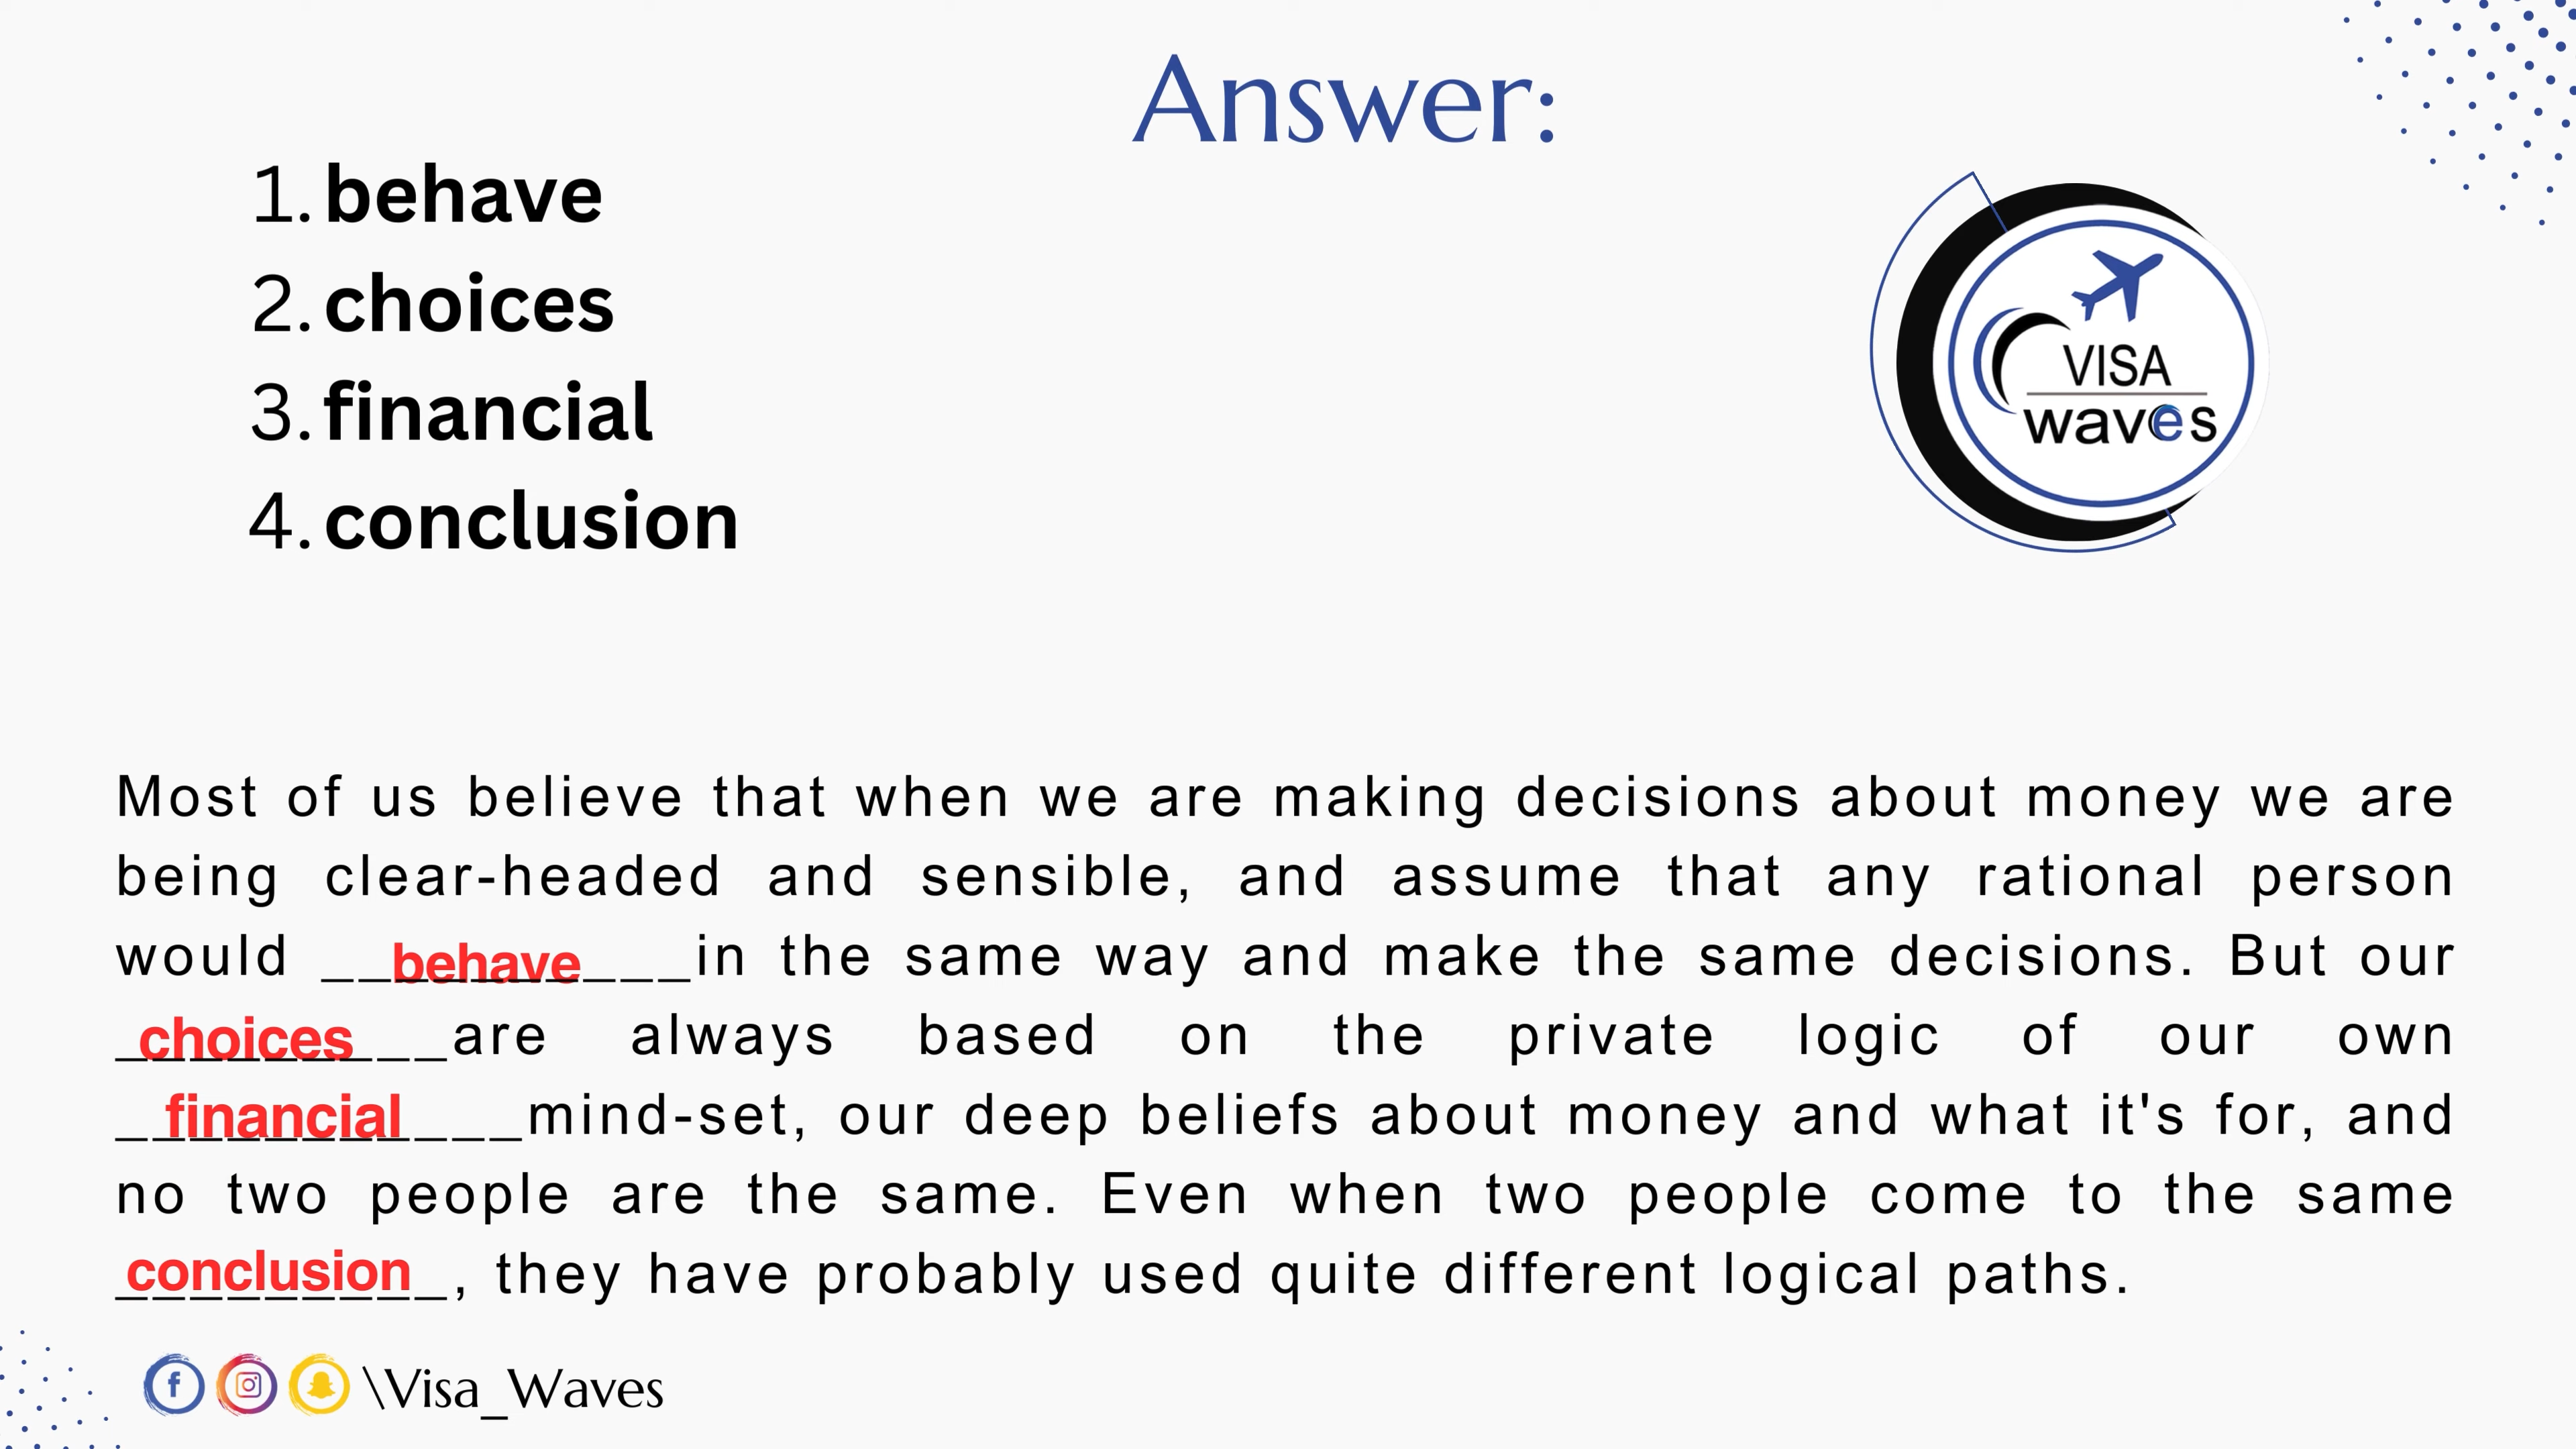 Answer:
1. behave
2. choices
3. financial
4. conclusion
VISA
waves
Most of us believe that when we are making decisions about money we are
being clear-headed and sensible, and assume that any rational person
would __behave___in the same way and make the same decisions. But our
_choices__are always based on the private logic of our own
_financial___mind-set, our deep beliefs about money and what it's for, and
no two people are the same. Even when two people come to the same
conclusion_, they have probably used quite different logical paths.
\Visa_Waves